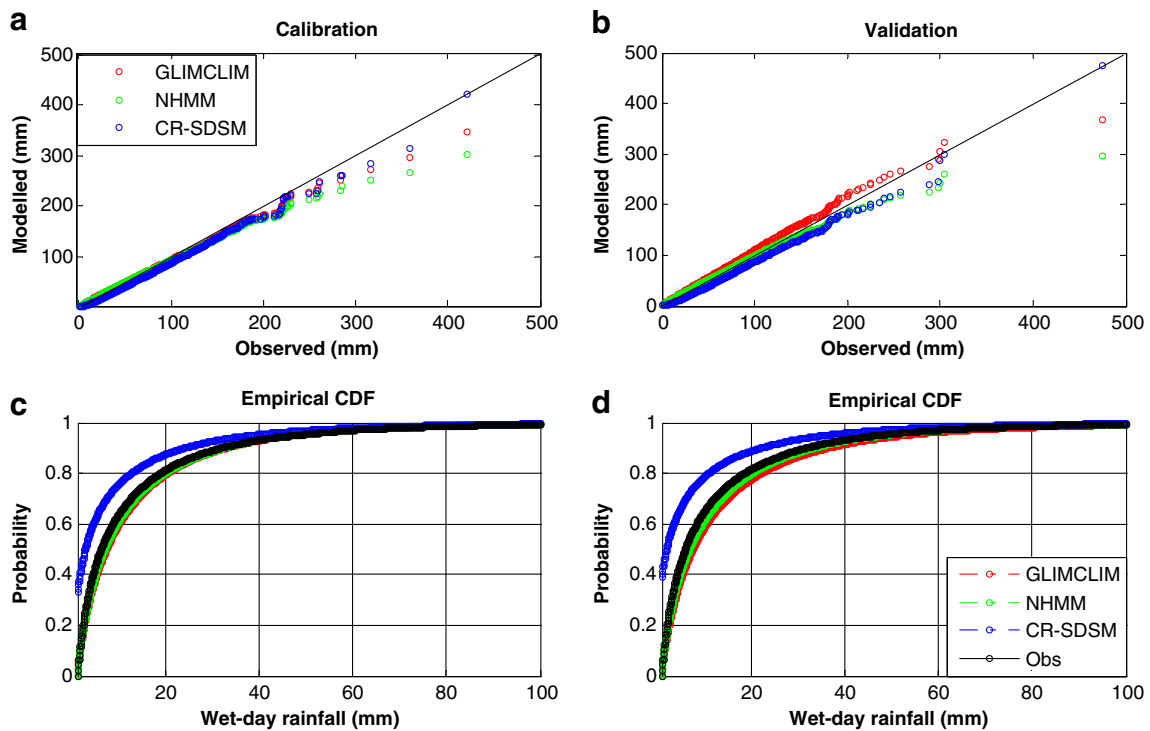 a
Calibration
500
400
300
200
100
0
100
200
300
400
500
Modelled (mm)
Observed (mm)
GLIMCLIM
NHMM
CR-SDSM
b
Validation
500
400
300
200
100
0
0
100
200
300
400
500
Modelled (mm)
Observed (mm)
c
Empirical CDF
1
0.8
0.6
0.4
0.2
0
20
40
60
80
100
Probability
Wet-day rainfall (mm)
d
Empirical CDF
1
0.8
0.6
0.4
0.2
0
20
40
60
80
100
Probability
Wet-day rainfall (mm)
GLIMCLIM
NHMM
CR-SDSM
Obs